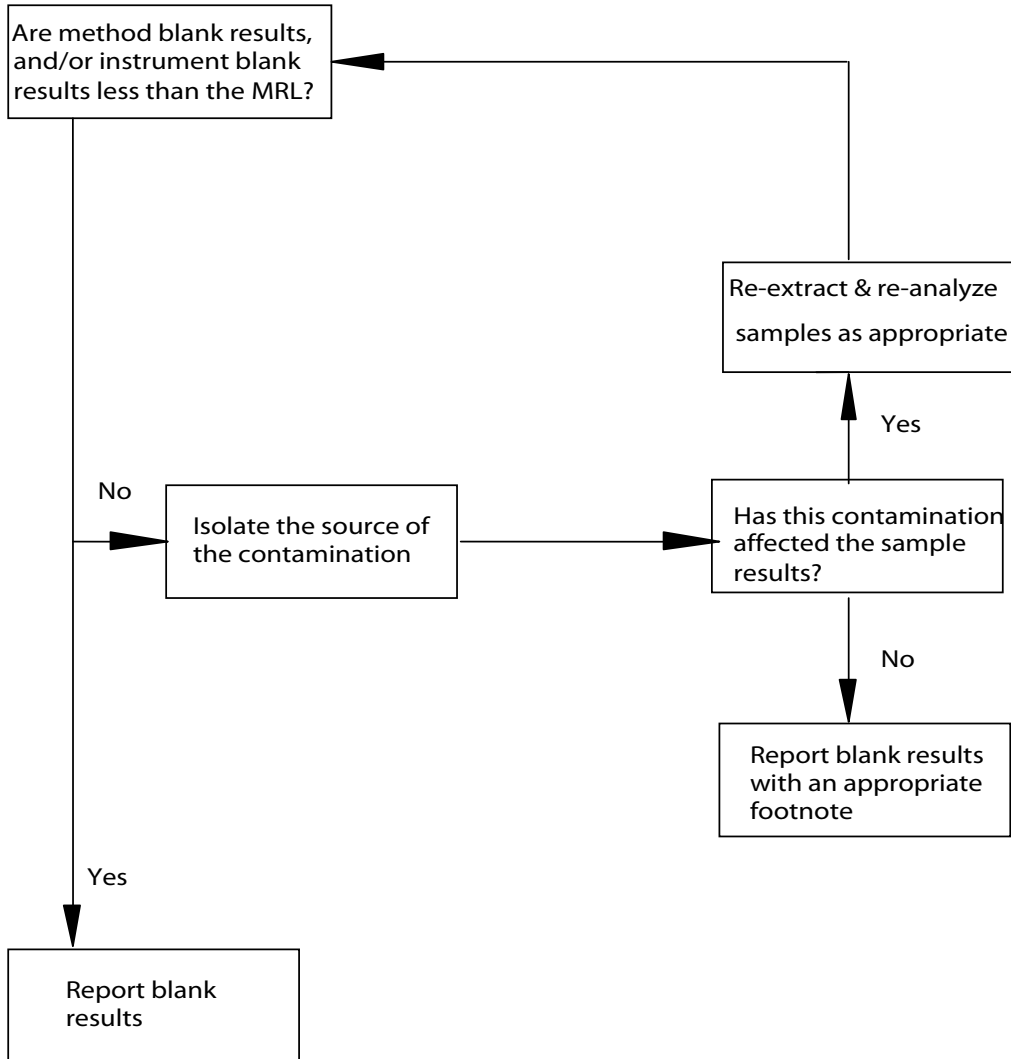 Are method blank results,
and/or instrument blank
results less than the MRL?
Re-extract & re-analyze
samples as appropriate
Yes
No
Isolate the source of
the contamination
Has this contamination
affected the sample
results?
No
Report blank results
with an appropriate
footnote
Yes
Report blank
results